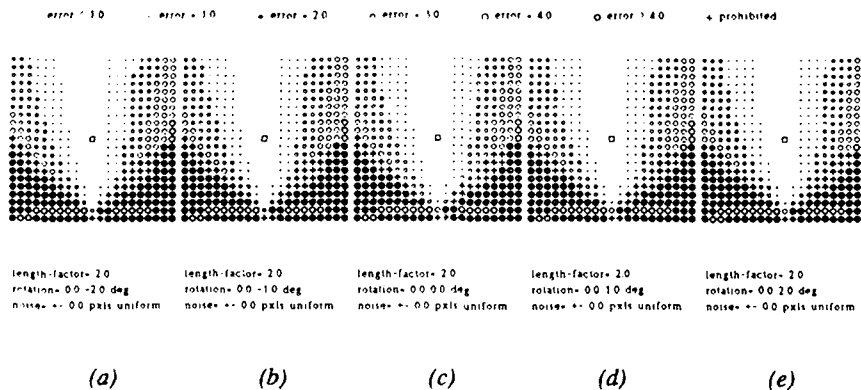 error < 1.0 error = 1.0 error = 2.0 error = 3.0 error = 4.0 error > 4.0 + prohibited
length-factor= 2.0 length-factor= 2.0 length-factor= 2.0 length-factor= 2.0 length-factor= 2.0
rotation= 0.0 -2.0 deg rotation= 0.0 -1.0 deg rotation= 0.0 0.0 deg rotation= 0.0 1.0 deg rotation= 0.0 2.0 deg
noise= +- 0.0 pxls uniform noise= +- 0.0 pxls uniform noise= +- 0.0 pxls uniform noise= +- 0.0 pxls uniform noise= +- 0.0 pxls uniform
(a) (b) (c) (d) (e)